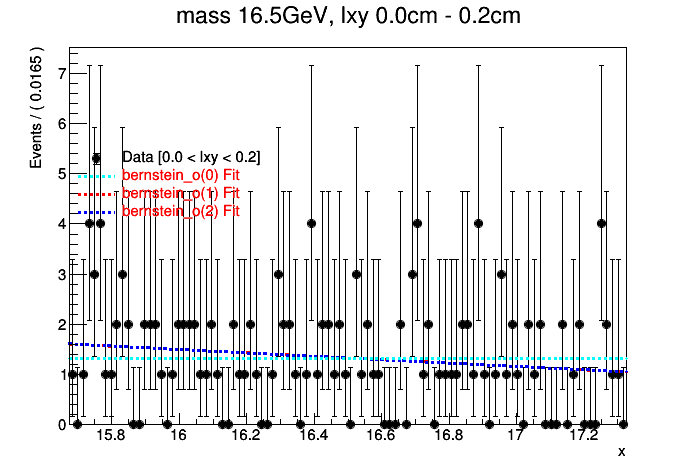 mass 16.5GeV, lxy 0.0cm - 0.2cm
Events / ( 0.0165 )
7
6
5
4
3
2
1
0
Data [0.0 < lxy < 0.2]
bernstein_o(0) Fit
bernstein_o(1) Fit
bernstein_o(2) Fit
15.8 16 16.2 16.4 16.6 16.8 17 17.2
x